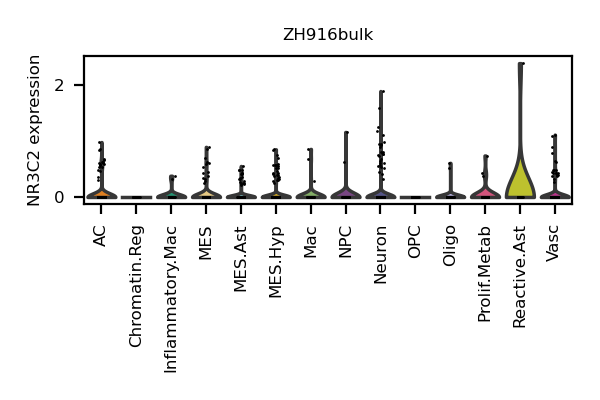 ZH916bulk
NR3C2 expression
2
0
AC
Chromatin.Reg
Inflammatory.Mac
MES
MES.Ast
MES.Hyp
Mac
NPC
Neuron
OPC
Oligo
Prolif.Metab
Reactive.Ast
Vasc